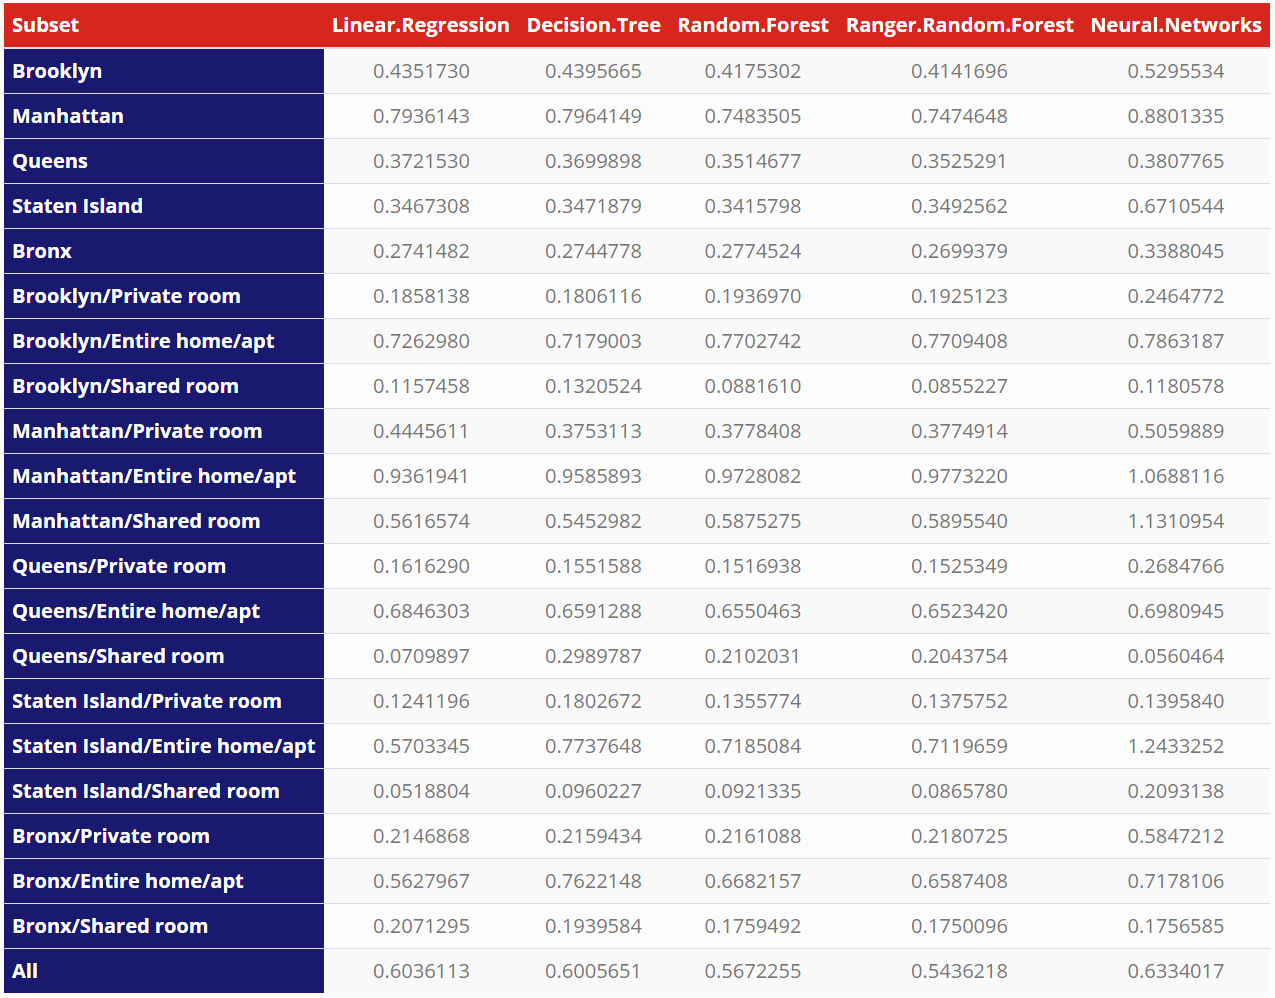 Subset Linear.Regression Decision.Tree Random.Forest Ranger.Random.Forest Neural.Networks
Brooklyn 0.4351730 0.4395665 0.4175302 0.4141696 0.5295534
Manhattan 0.7936143 0.7964149 0.7483505 0.7474648 0.8801335
Queens 0.3721530 0.3699898 0.3514677 0.3525291 0.3807765
Staten Island 0.3467308 0.3471879 0.3415798 0.3492562 0.6710544
Bronx 0.2741482 0.2744778 0.2774524 0.2699379 0.3388045
Brooklyn/Private room 0.1858138 0.1806116 0.1936970 0.1925123 0.2464772
Brooklyn/Entire home/apt 0.7262980 0.7179003 0.7702742 0.7709408 0.7863187
Brooklyn/Shared room 0.1157458 0.1320524 0.0881610 0.0855227 0.1180578
Manhattan/Private room 0.4445611 0.3753113 0.3778408 0.3774914 0.5059889
Manhattan/Entire home/apt 0.9361941 0.9585893 0.9728082 0.9773220 1.0688116
Manhattan/Shared room 0.5616574 0.5452982 0.5875275 0.5895540 1.1310954
Queens/Private room 0.1616290 0.1551588 0.1516938 0.1525349 0.2684766
Queens/Entire home/apt 0.6846303 0.6591288 0.6550463 0.6523420 0.6980945
Queens/Shared room 0.0709897 0.2989787 0.2102031 0.2043754 0.0560464
Staten Island/Private room 0.1241196 0.1802672 0.1355774 0.1375752 0.1395840
Staten Island/Entire home/apt 0.5703345 0.7737648 0.7185084 0.7119659 1.2433252
Staten Island/Shared room 0.0518804 0.0960227 0.0921335 0.0865780 0.2093138
Bronx/Private room 0.2146868 0.2159434 0.2161088 0.2180725 0.5847212
Bronx/Entire home/apt 0.5627967 0.7622148 0.6682157 0.6587408 0.7178106
Bronx/Shared room 0.2071295 0.1939584 0.1759492 0.1750096 0.1756585
All 0.6036113 0.6005651 0.5672255 0.5436218 0.6334017